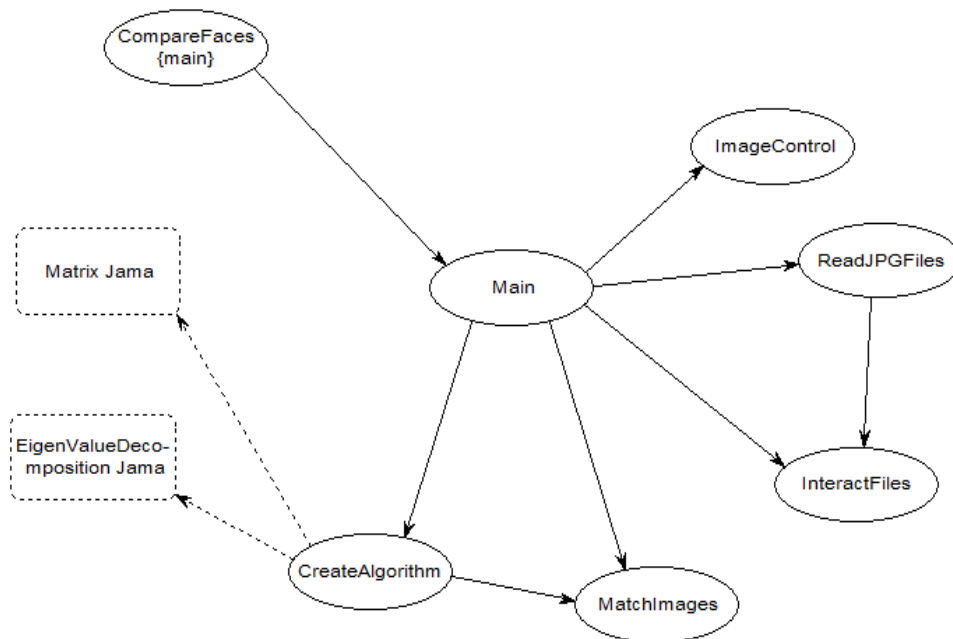 CompareFaces
{main}
ImageControl
ReadJPGFiles
Matrix Jama
Main
EigenValueDeco-
mposition Jama
InteractFiles
CreateAlgorithm
MatchImages